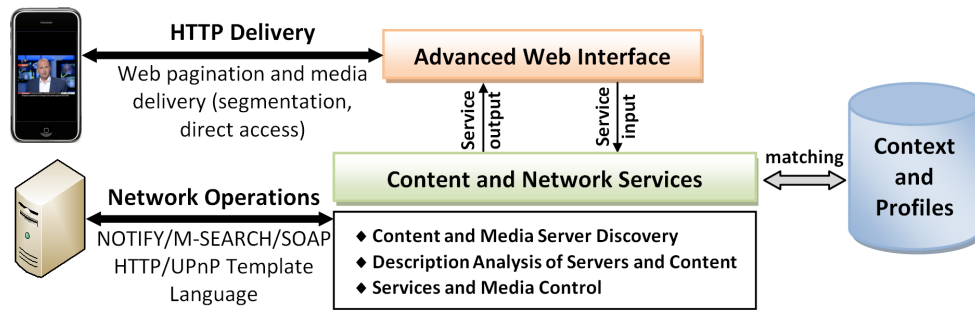 HTTP Delivery
Web pagination and media
delivery (segmentation,
direct access)
Advanced Web Interface
Service
output
Service
input
Content and Network Services
matching
Context
and
Profiles
Network Operations
NOTIFY/M-SEARCH/SOAP
HTTP/UPnP Template
Language
♦ Content and Media Server Discovery
♦ Description Analysis of Servers and Content
♦ Services and Media Control